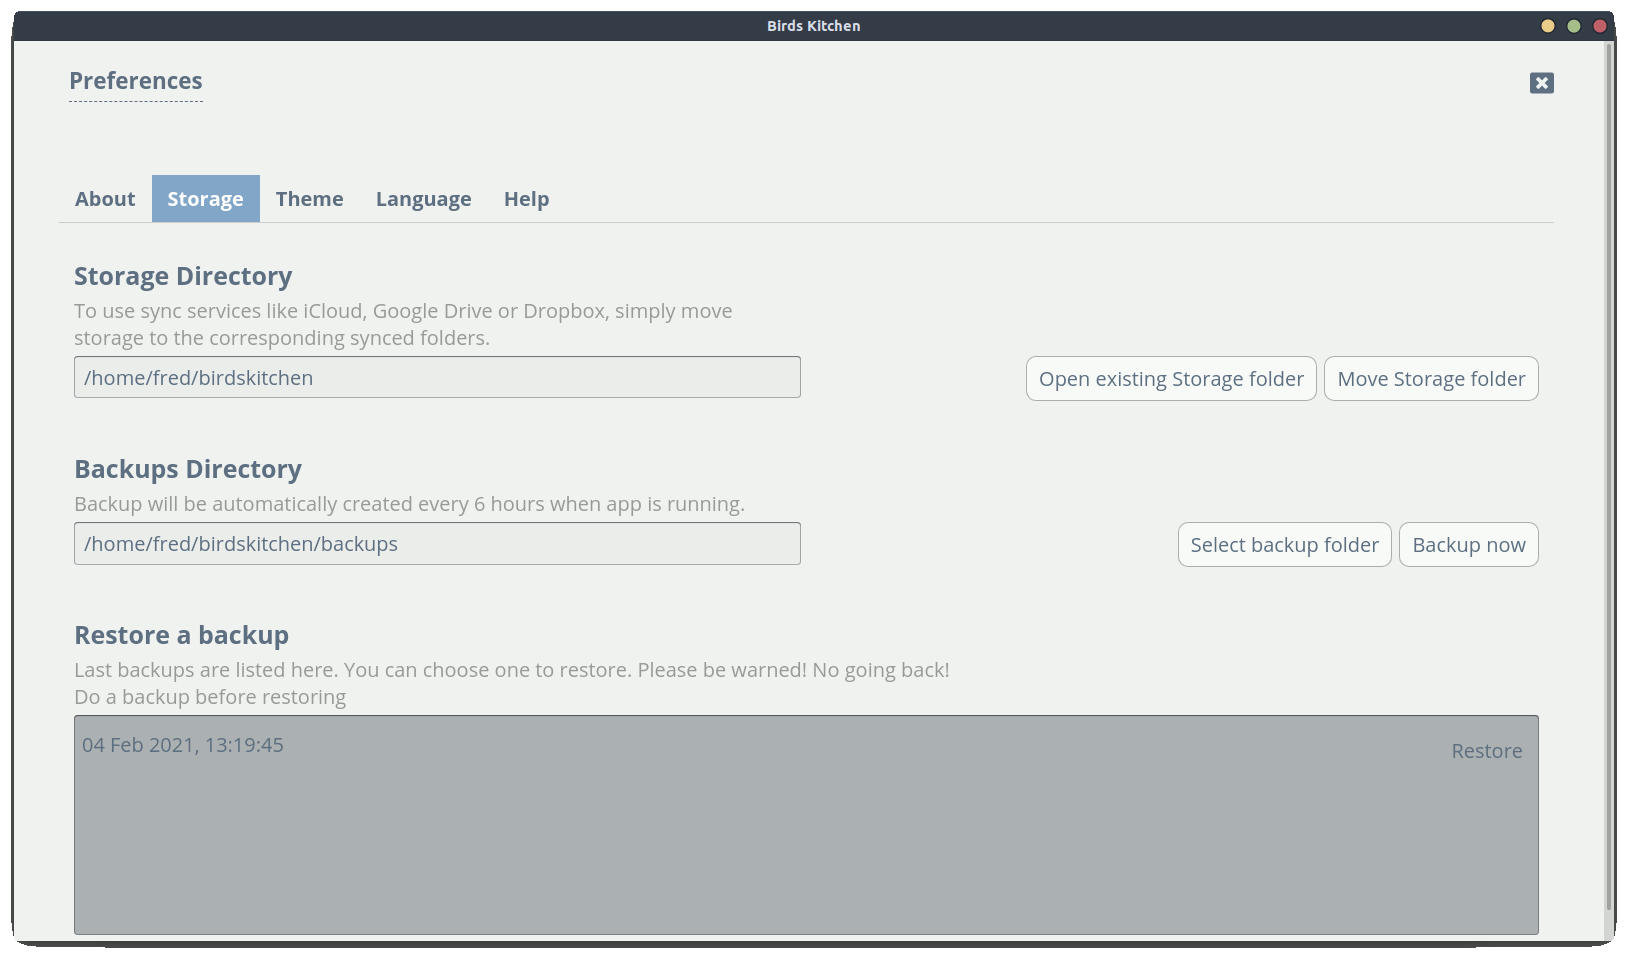 Birds Kitchen
Preferences
About Storage Theme Language Help
Storage Directory
To use sync services like iCloud, Google Drive or Dropbox, simply move
storage to the corresponding synced folders.
/home/fred/birdskitchen Open existing Storage folder Move Storage folder
Backups Directory
Backup will be automatically created every 6 hours when app is running.
/home/fred/birdskitchen/backups Select backup folder Backup now
Restore a backup
Last backups are listed here. You can choose one to restore. Please be warned! No going back!
Do a backup before restoring
04 Feb 2021, 13:19:45 Restore